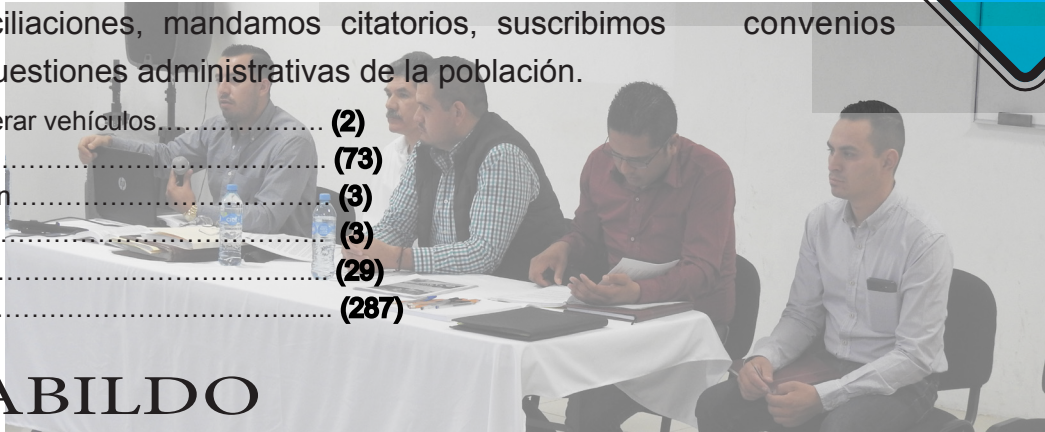 ciliaciones, mandamos citatorios, suscribimos convenios
uestiones administrativas de la población.
erar vehículos……………… (2)
…………………………… (73)
n………………………… (3)
…………………………… (3)
…………………………… (29)
……………………………..... (287)
ABILDO